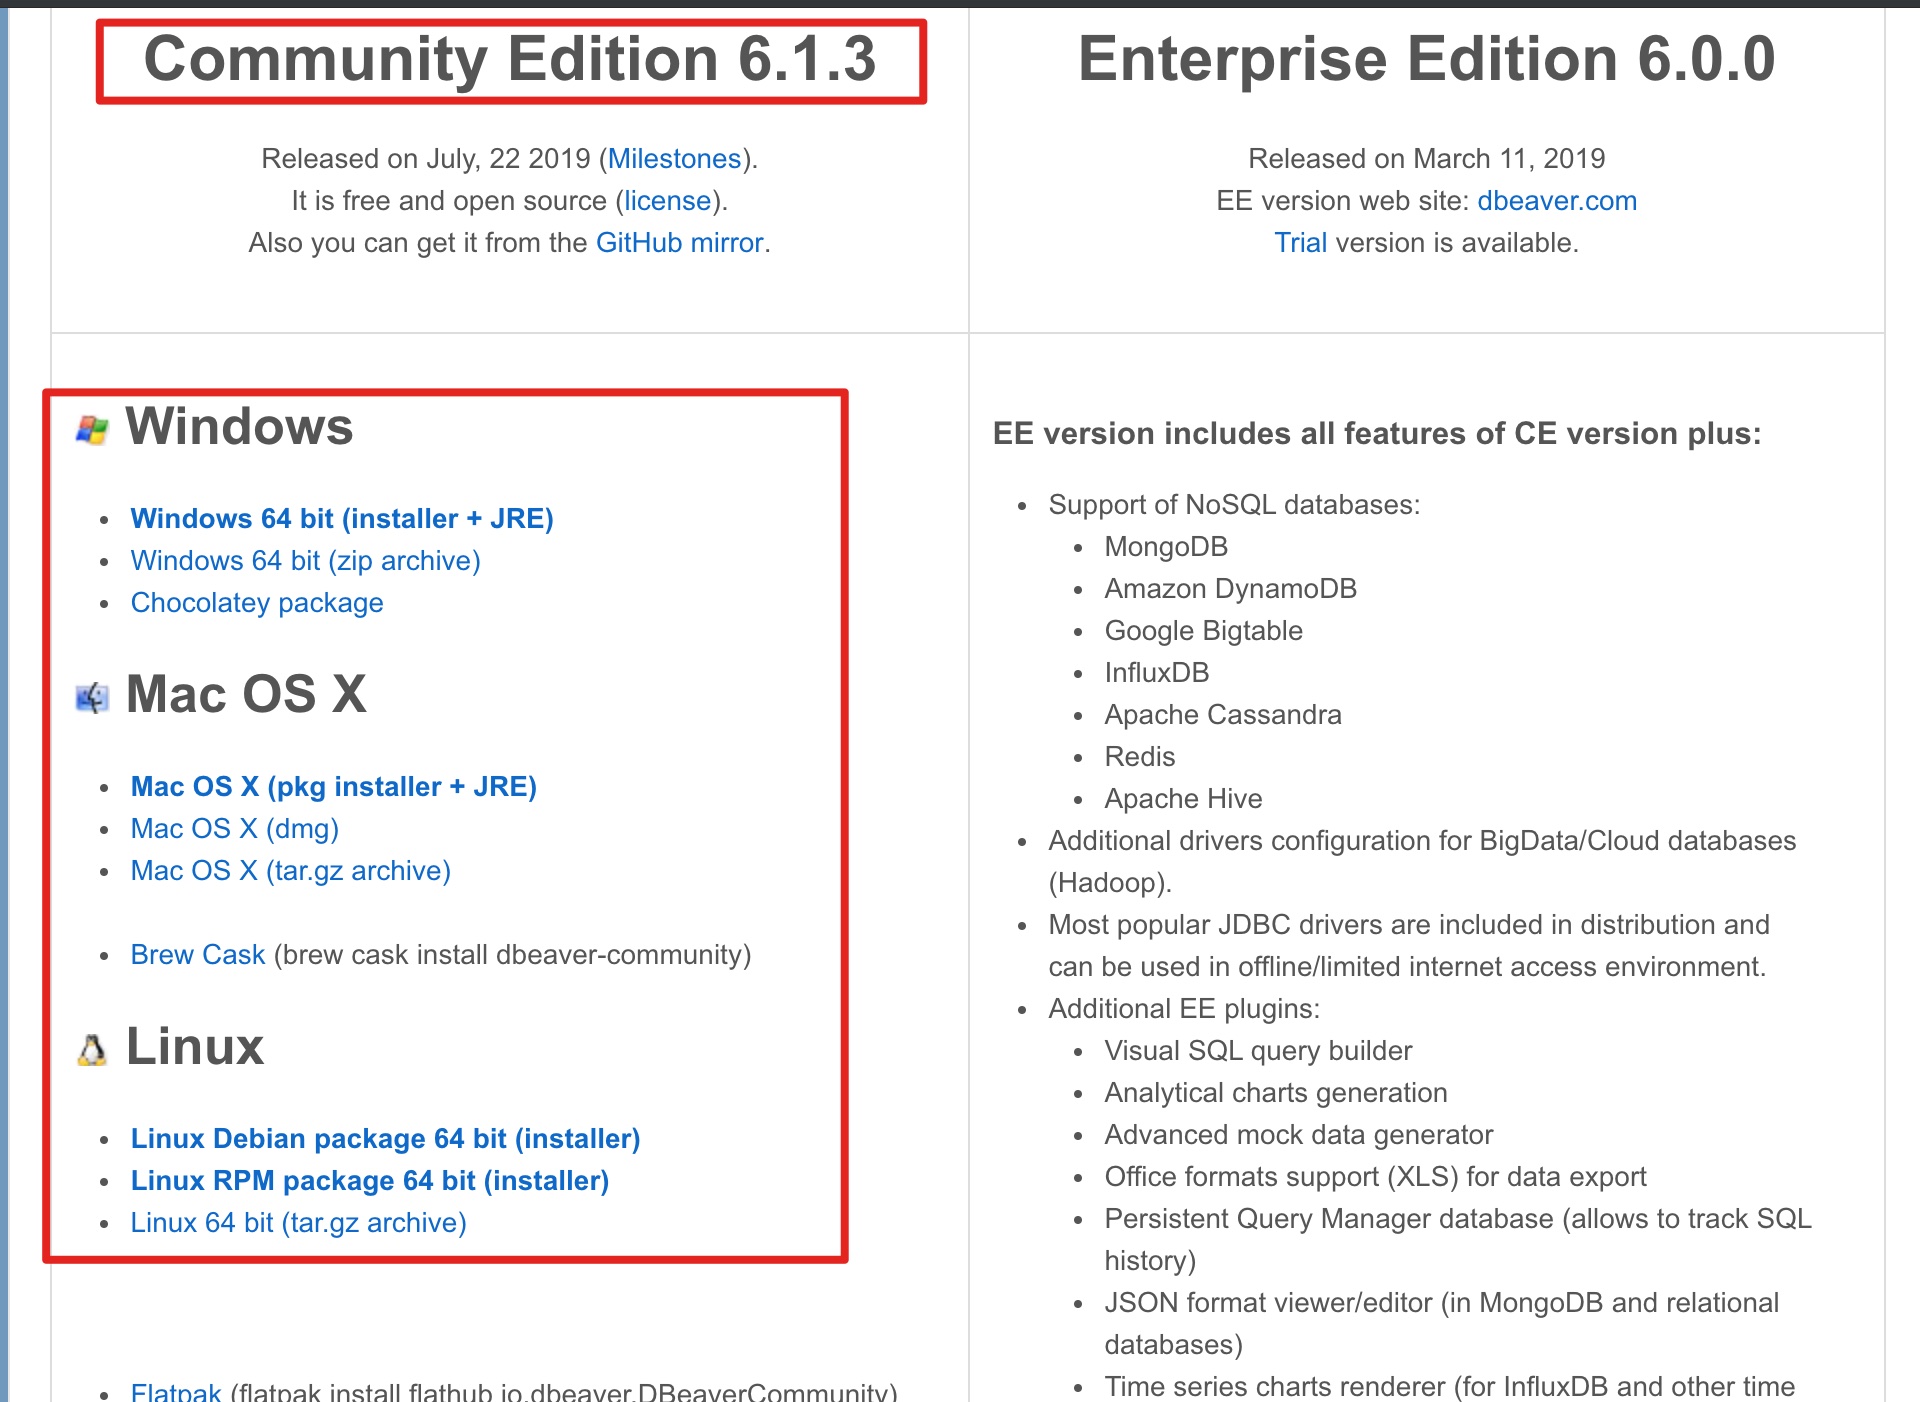 Community Edition 6.1.3
Released on July, 22 2019 (Milestones).
It is free and open source (license).
Also you can get it from the GitHub mirror.
Enterprise Edition 6.0.0
Released on March 11, 2019
EE version web site: dbeaver.com
Trial version is available.
Windows
Windows 64 bit (installer + JRE)
Windows 64 bit (zip archive)
Chocolatey package
Mac OS X
Mac OS X (pkg installer + JRE)
Mac OS X (dmg)
Mac OS X (tar.gz archive)
Brew Cask (brew cask install dbeaver-community)
Linux
Linux Debian package 64 bit (installer)
Linux RPM package 64 bit (installer)
Linux 64 bit (tar.gz archive)
Flatpak (flatpak install flathub io.dbeaver.DBeaverCommunity)
EE version includes all features of CE version plus:
Support of NoSQL databases:
MongoDB
Amazon DynamoDB
Google Bigtable
InfluxDB
Apache Cassandra
Redis
Apache Hive
Additional drivers configuration for BigData/Cloud databases
(Hadoop).
Most popular JDBC drivers are included in distribution and
can be used in offline/limited internet access environment.
Additional EE plugins:
Visual SQL query builder
Analytical charts generation
Advanced mock data generator
Office formats support (XLS) for data export
Persistent Query Manager database (allows to track SQL
history)
JSON format viewer/editor (in MongoDB and relational
databases)
Time series charts renderer (for InfluxDB and other time